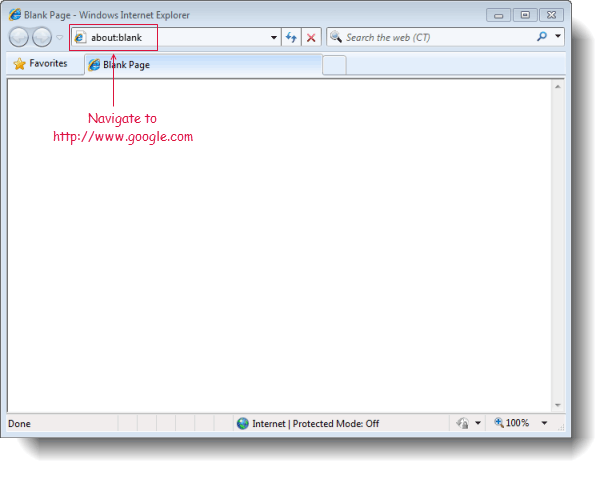 Blank Page - Windows Internet Explorer
about:blank
Search the web (CT)
Favorites
Blank Page
Navigate to
http://www.google.com
Done
Internet | Protected Mode: Off
100%